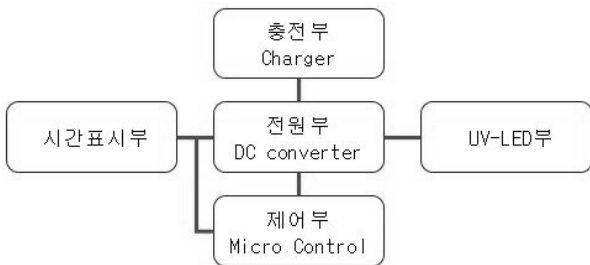 충전부
Charger
시간표시부
전원부
DC converter
UV-LED부
제어부
Micro Control